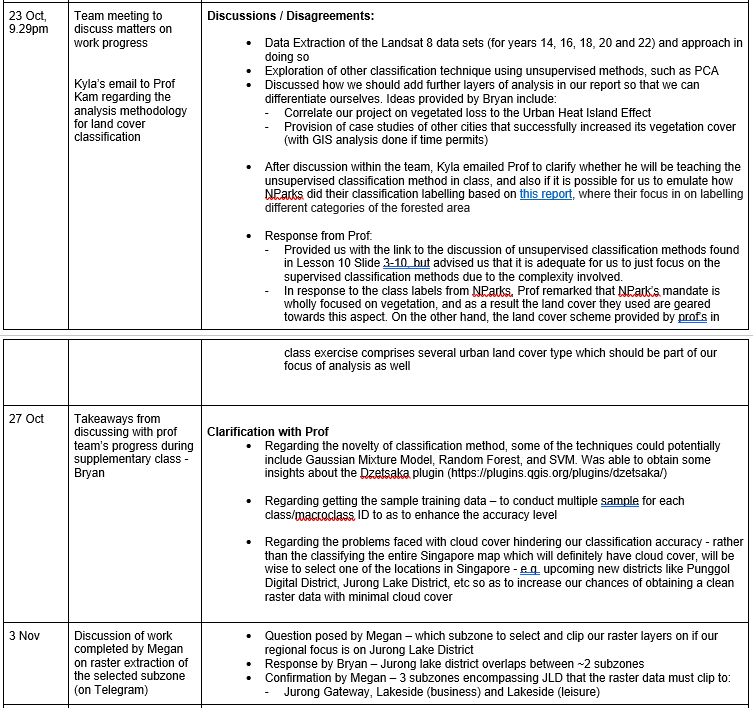 23 Oct,
9.29pm
Team meeting to
discuss matters on
work progress
Kyla's email to Prof
Kam regarding the
analysis methodology
for land cover
classification
Discussions / Disagreements:
• Data Extraction of the Landsat 8 data sets (for years 14, 16, 18, 20 and 22) and approach in
doing so
• Exploration of other classification technique using unsupervised methods, such as PCA
• Discussed how we should add further layers of analysis in our report so that we can
differentiate ourselves. Ideas provided by Bryan include:
- Correlate our project on vegetated loss to the Urban Heat Island Effect
- Provision of case studies of other cities that successfully increased its vegetation cover
(with GIS analysis done if time permits)
• After discussion within the team, Kyla emailed Prof to clarify whether he will be teaching the
unsupervised classification method in class, and also if it is possible for us to emulate how
NParks did their classification labelling based on this report, where their focus in on labelling
different categories of the forested area
• Response from Prof:
- Provided us with the link to the discussion of unsupervised classification methods found
in Lesson 10 Slide 3-10, but advised us that it is adequate for us to just focus on the
supervised classification methods due to the complexity involved.
- In response to the class labels from NParks, Prof remarked that NPark's mandate is
wholly focused on vegetation, and as a result the land cover they used are geared
towards this aspect. On the other hand, the land cover scheme provided by prof's in
class exercise comprises several urban land cover type which should be part of our
focus of analysis as well
27 Oct
Takeaways from
discussing with prof
team's progress during
supplementary class -
Bryan
Clarification with Prof
• Regarding the novelty of classification method, some of the techniques could potentially
include Gaussian Mixture Model, Random Forest, and SVM. Was able to obtain some
insights about the Dzetsaka plugin (https://plugins.qgis.org/plugins/dzetsaka/)
• Regarding getting the sample training data – to conduct multiple sample for each
class/macroclass ID to as to enhance the accuracy level
• Regarding the problems faced with cloud cover hindering our classification accuracy - rather
than the classifying the entire Singapore map which will definitely have cloud cover, will be
wise to select one of the locations in Singapore - e.g. upcoming new districts like Punggol
Digital District, Jurong Lake District, etc so as to increase our chances of obtaining a clean
raster data with minimal cloud cover
3 Nov
Discussion of work
completed by Megan
on raster extraction of
the selected subzone
(on Telegram)
• Question posed by Megan – which subzone to select and clip our raster layers on if our
regional focus is on Jurong Lake District
• Response by Bryan – Jurong lake district overlaps between ~2 subzones
• Confirmation by Megan – 3 subzones encompassing JLD that the raster data must clip to:
- Jurong Gateway, Lakeside (business) and Lakeside (leisure)